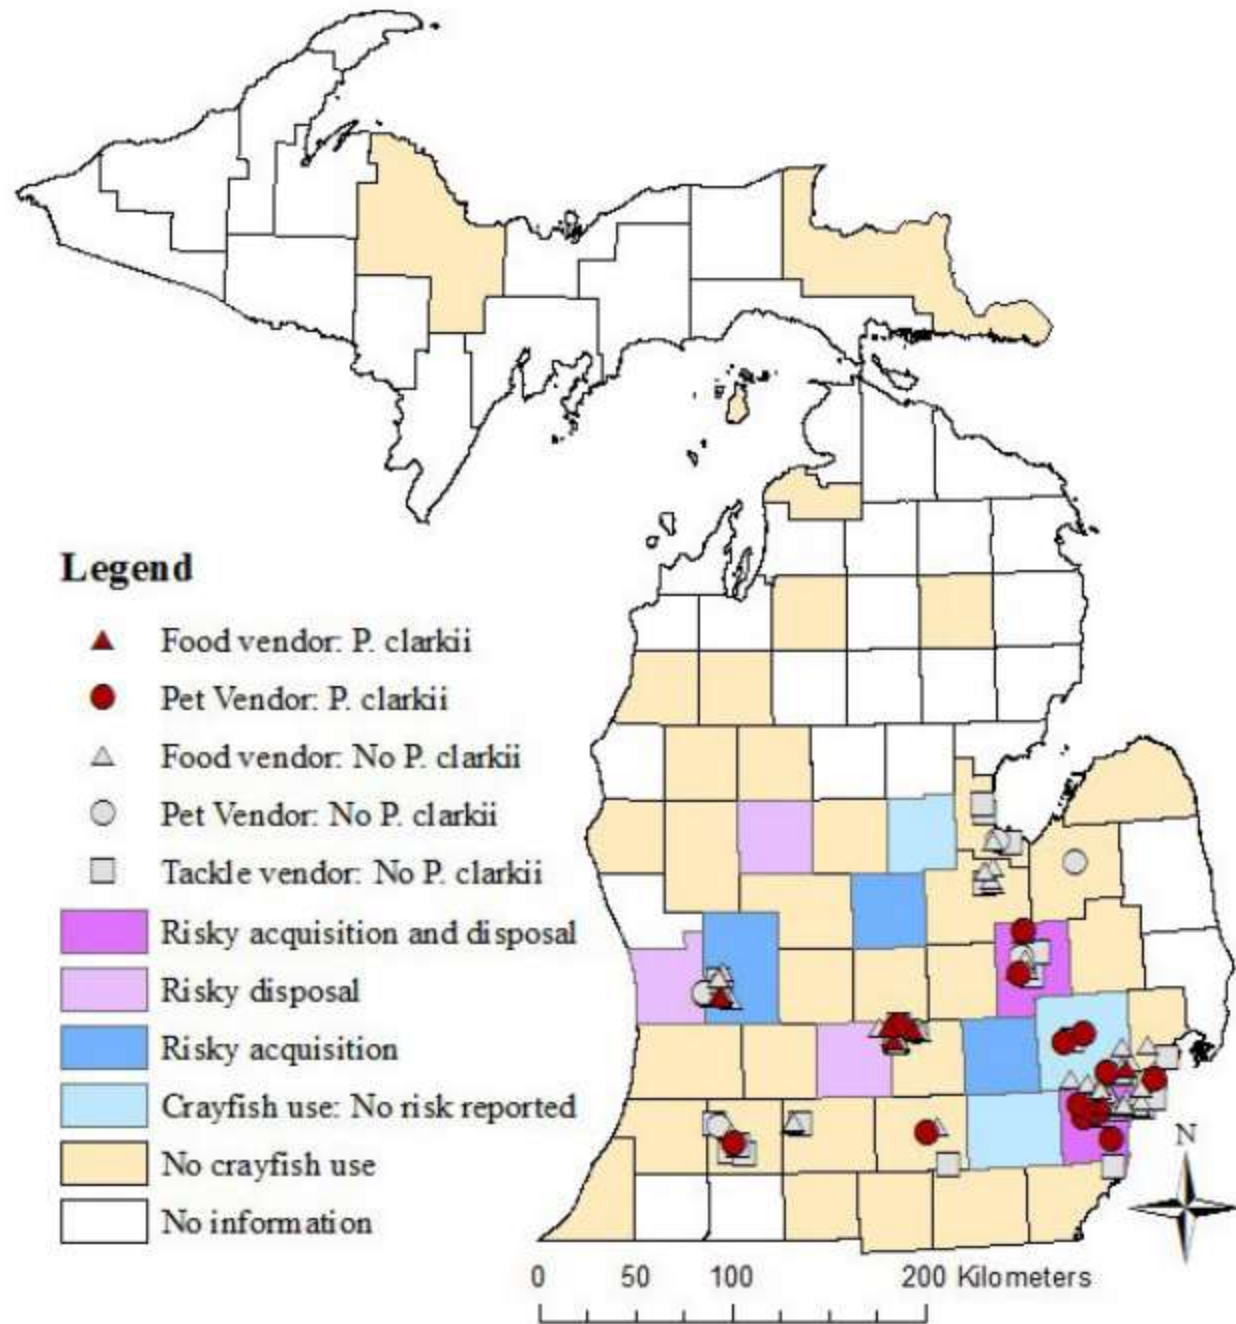 Legend
Food vendor: P. clarkii
Pet Vendor: P. clarkii
Food vendor: No P. clarkii
Pet Vendor: No P. clarkii
Tackle vendor: No P. clarkii
Risky acquisition and disposal
Risky disposal
Risky acquisition
Crayfish use: No risk reported
No crayfish use
No information
N
0 50 100 200 Kilometers